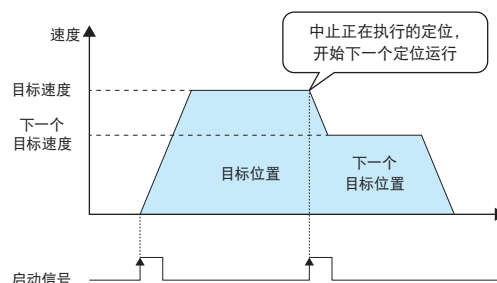 速度
中止正在执行的定位，
开始下一个定位运行
目标速度
下一个
目标速度
目标位置
下一个
目标位置
启动信号